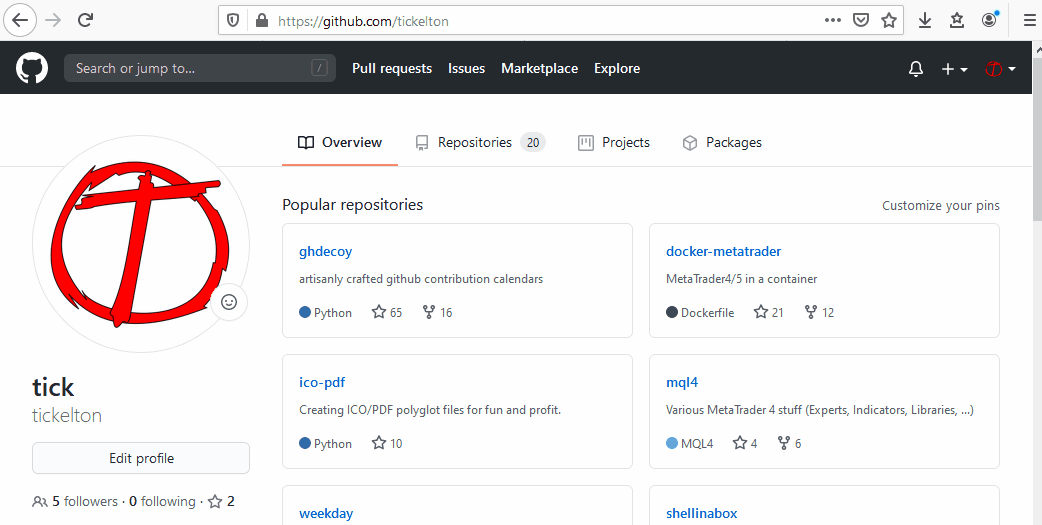 https://github.com/tickelton
Search or jump to... /
Pull requests Issues Marketplace Explore
Overview Repositories 20 Projects Packages
Popular repositories Customize your pins
ghdecoy
artisanly crafted github contribution calendars
Python 65 16
docker-metatrader
MetaTrader4/5 in a container
Dockerfile 21 12
ico-pdf
Creating ICO/PDF polyglot files for fun and profit.
Python 10
mql4
Various MetaTrader 4 stuff (Experts, Indicators, Libraries, ...)
MQL4 4 6
weekday
shellinabox
tick
tickelton
Edit profile
5 followers · 0 following · 2